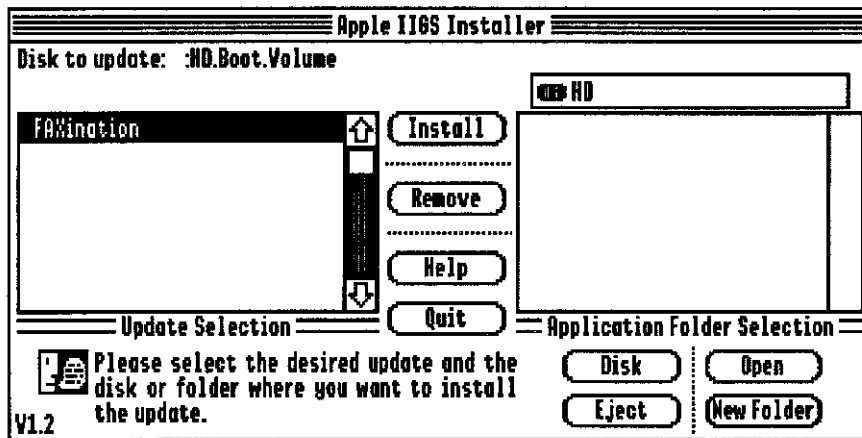 Apple IIGS Installer
Disk to update: :HD.Boot.Volume
HD
FAXination
Install
Remove
Help
Quit
Update Selection
Application Folder Selection
Please select the desired update and the
disk or folder where you want to install
the update.
V1.2
Disk
Open
Eject
New Folder